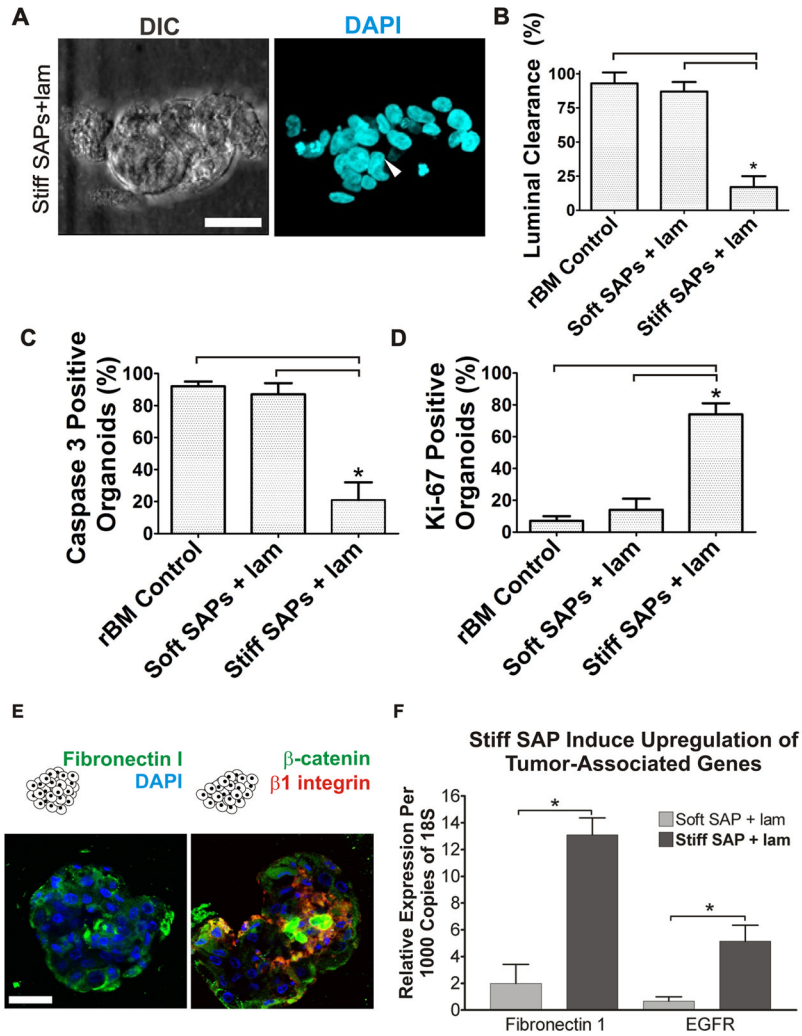 A
DIC
DAPI
Stiff SAPs+lam
B
Luminal Clearance (%)
100
75
50
25
0
rBM Control
Soft SAPs + lam
Stiff SAPs + lam
*
C
Caspase 3 Positive
Organoids (%)
100
80
60
40
20
0
rBM Control
Soft SAPs + lam
Stiff SAPs + lam
*
D
Ki-67 Positive
Organoids (%)
100
80
60
40
20
0
rBM Control
Soft SAPs + lam
Stiff SAPs + lam
*
E
Fibronectin I
DAPI
β-catenin
β1 integrin
F
Stiff SAP Induce Upregulation of
Tumor-Associated Genes
Relative Expression Per
1000 Copies of 18S
16
14
12
10
8
6
4
2
0
Soft SAP + lam
Stiff SAP + lam
*
*
Fibronectin 1
EGFR